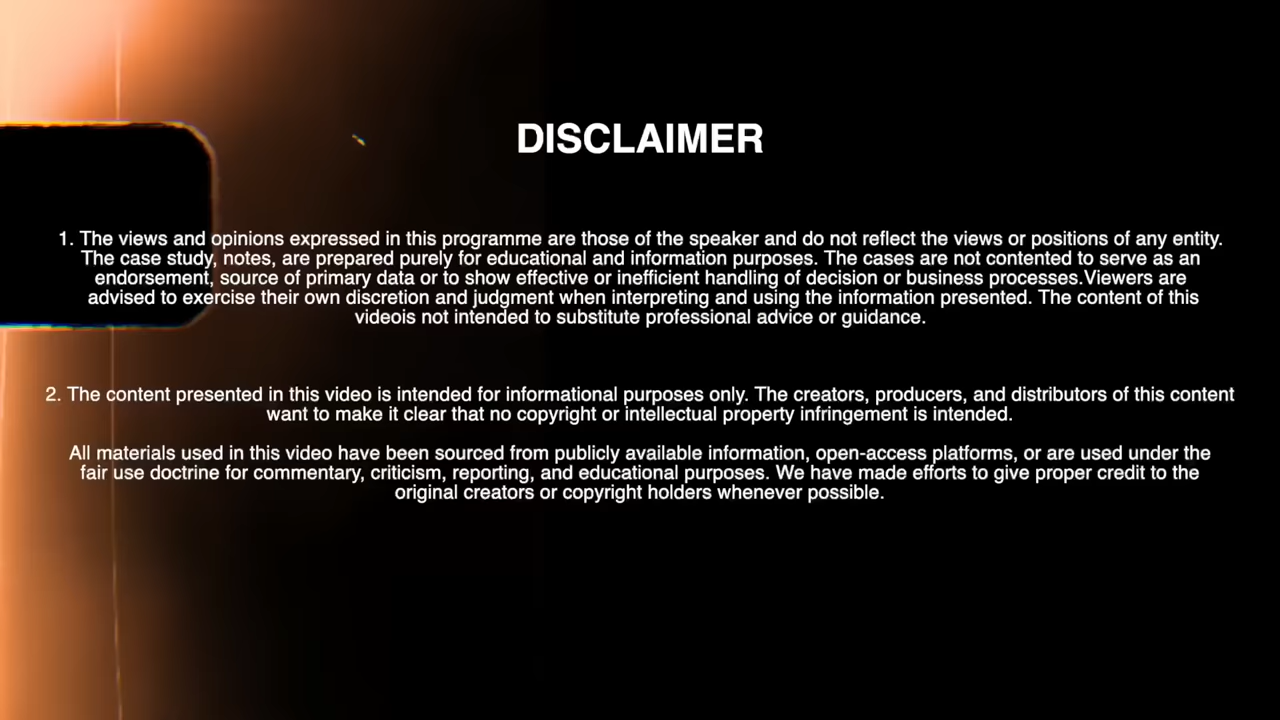 DISCLAIMER
1. The views and opinions expressed in this programme are those of the speaker and do not reflect the views or positions of any entity.
The case study, notes, are prepared purely for educational and information purposes. The cases are not contented to serve as an
endorsement, source of primary data or to show effective or inefficient handling of decision or business processes.Viewers are
advised to exercise their own discretion and judgment when interpreting and using the information presented. The content of this
videois not intended to substitute professional advice or guidance.
2. The content presented in this video is intended for informational purposes only. The creators, producers, and distributors of this content
want to make it clear that no copyright or intellectual property infringement is intended.
All materials used in this video have been sourced from publicly available information, open-access platforms, or are used under the
fair use doctrine for commentary, criticism, reporting, and educational purposes. We have made efforts to give proper credit to the
original creators or copyright holders whenever possible.